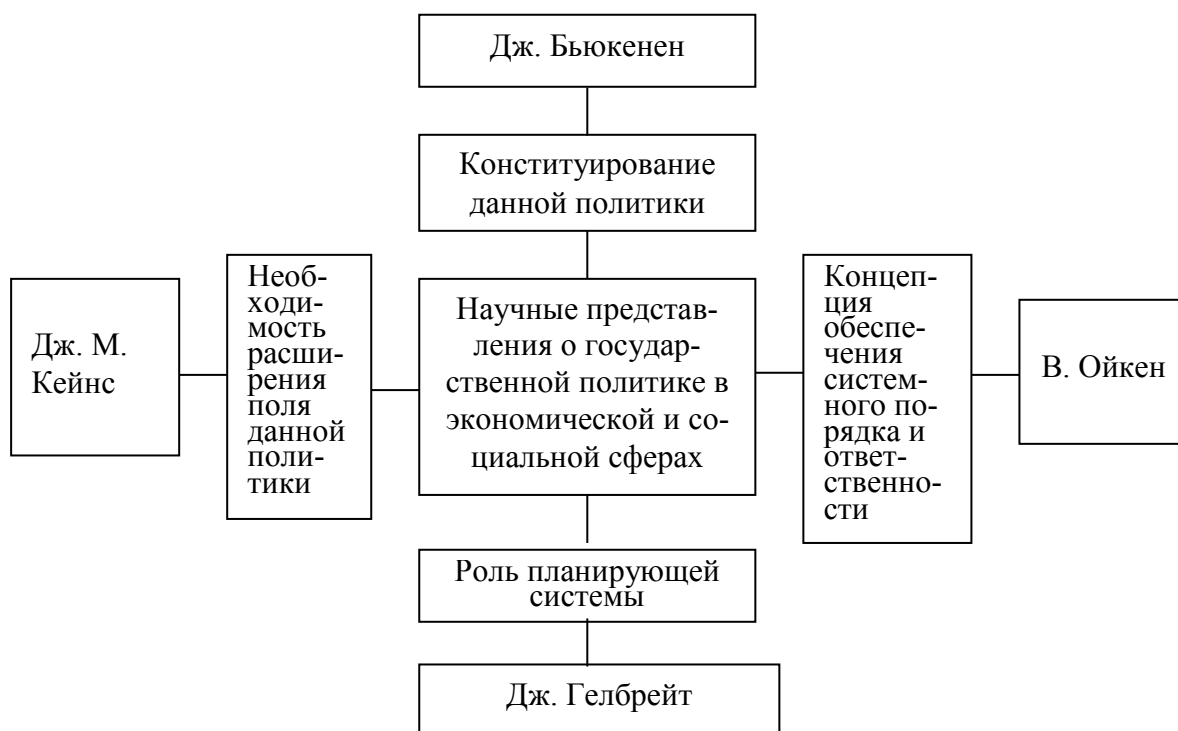 Дж. Бьюкенен
Конституирование
данной политики
Дж. М.
Кейнс
Необ-
ходи-
мость
расши-
рения
поля
данной
поли-
тики
Научные представ-
ления о государ-
ственной политике в
экономической и со-
циальной сферах
Концеп-
ция
обеспе-
чения
систем-
ного по-
рядка и
ответ-
ственно-
сти
В. Ойкен
Роль планирующей
системы
Дж. Гелбрейт